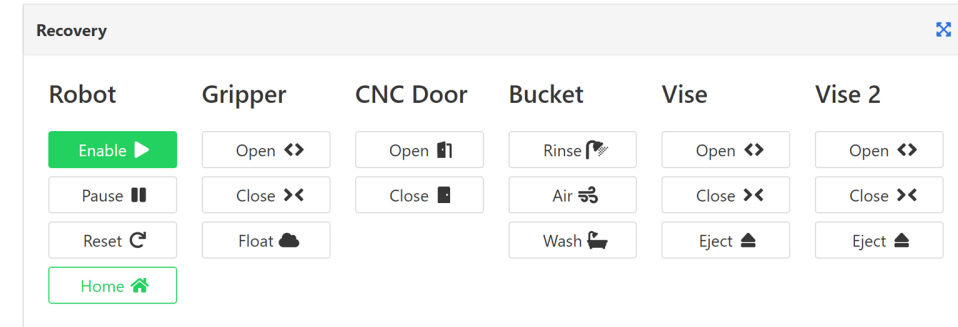 Recovery
Robot Gripper CNC Door Bucket Vise Vise 2
Enable Open Open Rinse Open Open
Pause Close Close Air Close Close
Reset Float Wash Eject Eject
Home